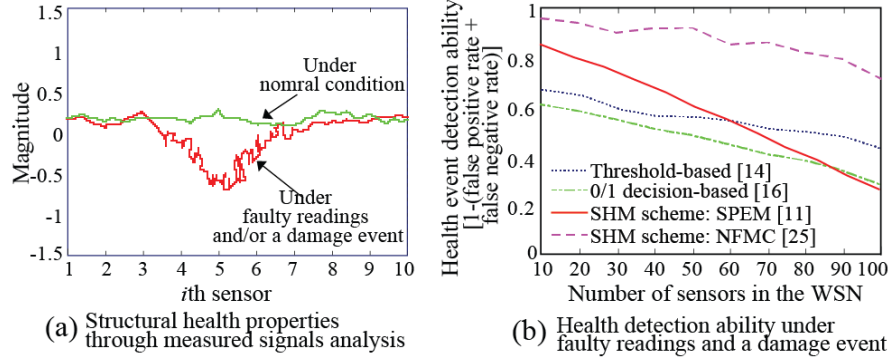 1.5
1
0.5
0
-0.5
-1
-1.5
Magnitude
Under
nomral condition
Under
faulty readings
and/or a damage event
1 2 3 4 5 6 7 8 9 10
ith sensor
(a) Structural health properties
through measured signals analysis
Health event detection ability
[1-(false positive rate +
false negative rate)]
1
0.8
0.6
0.4
0.2
0
Threshold-based [14]
0/1 decision-based [16]
SHM scheme: SPEM [11]
SHM scheme: NFMC [25]
10 20 30 40 50 60 70 80 90 100
Number of sensors in the WSN
(b) Health detection ability under
faulty readings and a damage event